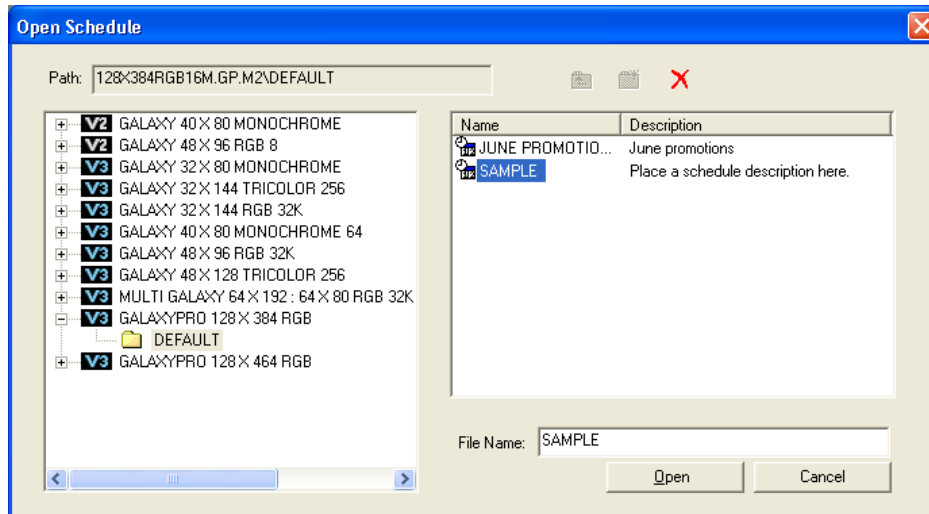 Open Schedule
Path: 128X384RGB16M.GP.M2\DEFAULT
V2 GALAXY 40 X 80 MONOCHROME
V2 GALAXY 48 X 96 RGB 8
V3 GALAXY 32 X 80 MONOCHROME
V3 GALAXY 32 X 144 TRICOLOR 256
V3 GALAXY 32 X 144 RGB 32K
V3 GALAXY 40 X 80 MONOCHROME 64
V3 GALAXY 48 X 96 RGB 32K
V3 GALAXY 48 X 128 TRICOLOR 256
V3 MULTI GALAXY 64 X 192 : 64 X 80 RGB 32K
V3 GALAXYPRO 128 X 384 RGB
DEFAULT
V3 GALAXYPRO 128 X 464 RGB
Name Description
JUNE PROMOTIO... June promotions
SAMPLE Place a schedule description here.
File Name: SAMPLE
Open Cancel